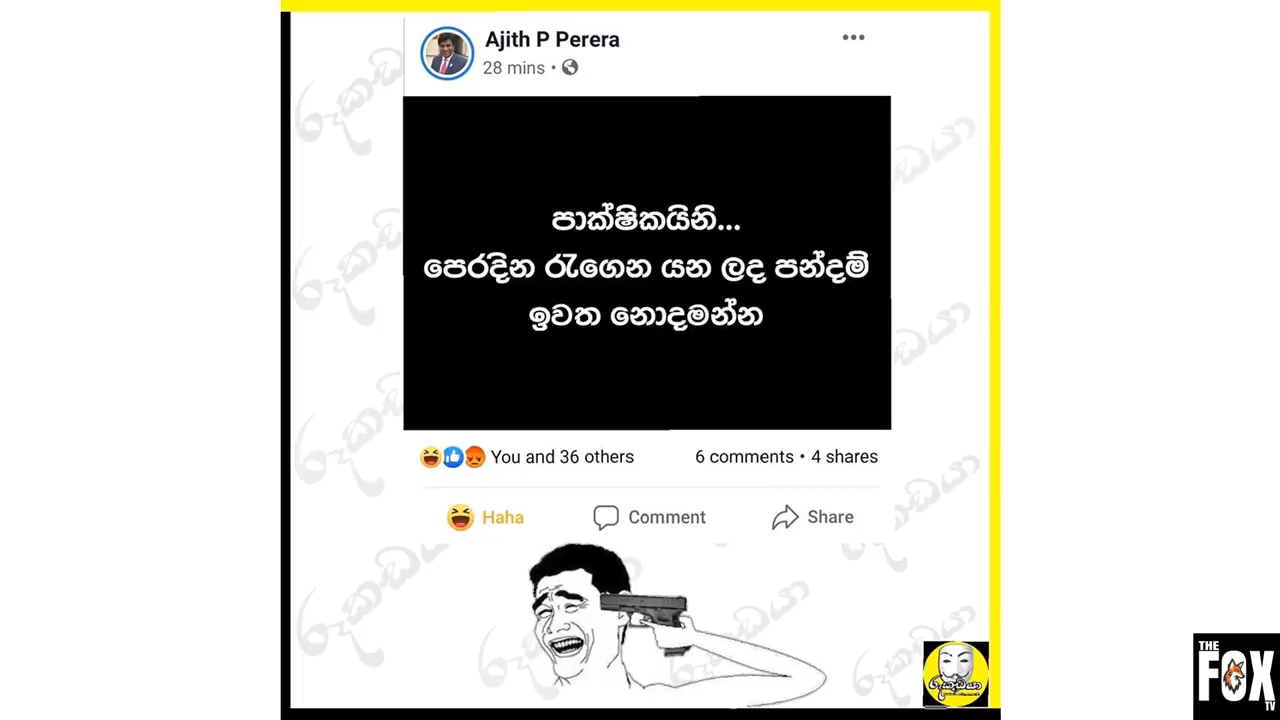 Ajith P Perera
28 mins •
පාක්ෂිකයිනි...
පෙරදින රැගෙන යන ලද පන්දම්
ඉවත නොදමන්න
You and 36 others 6 comments • 4 shares
Haha Comment Share
රූකඩයා
THE
FOX
TV